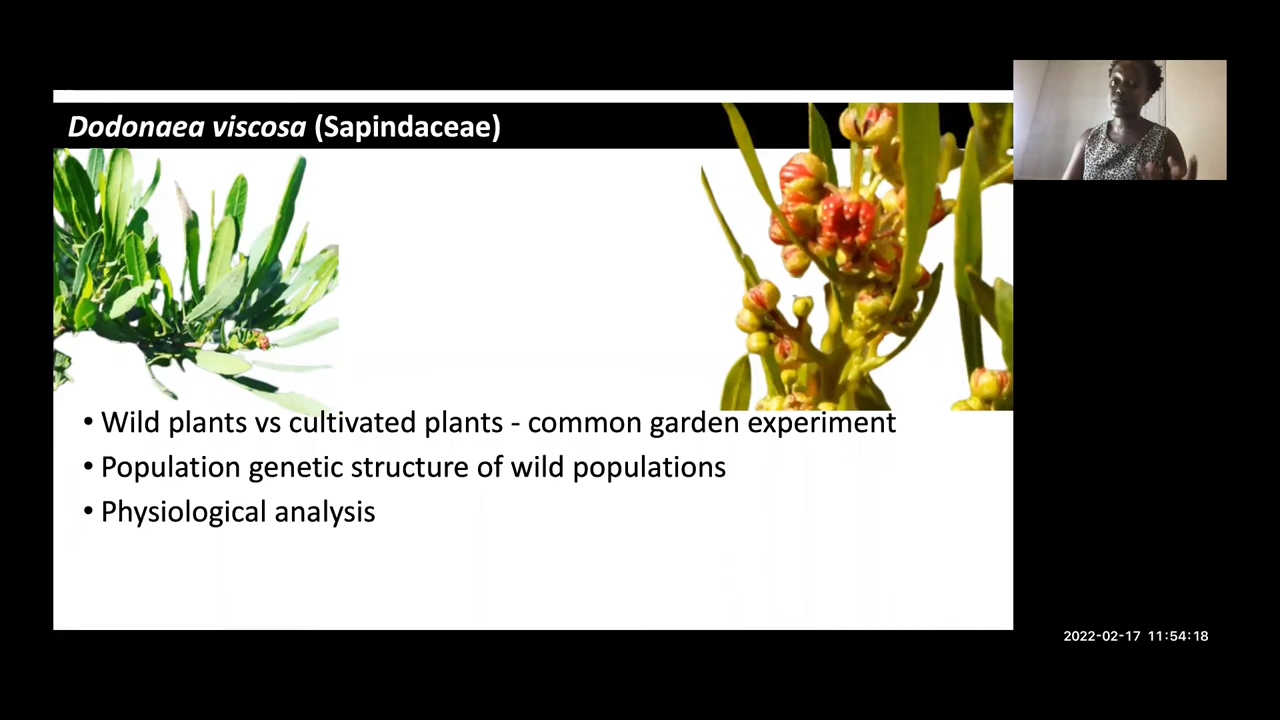 Dodonaea viscosa (Sapindaceae)
• Wild plants vs cultivated plants - common garden experiment
• Population genetic structure of wild populations
• Physiological analysis
2022-02-17 11:54:18